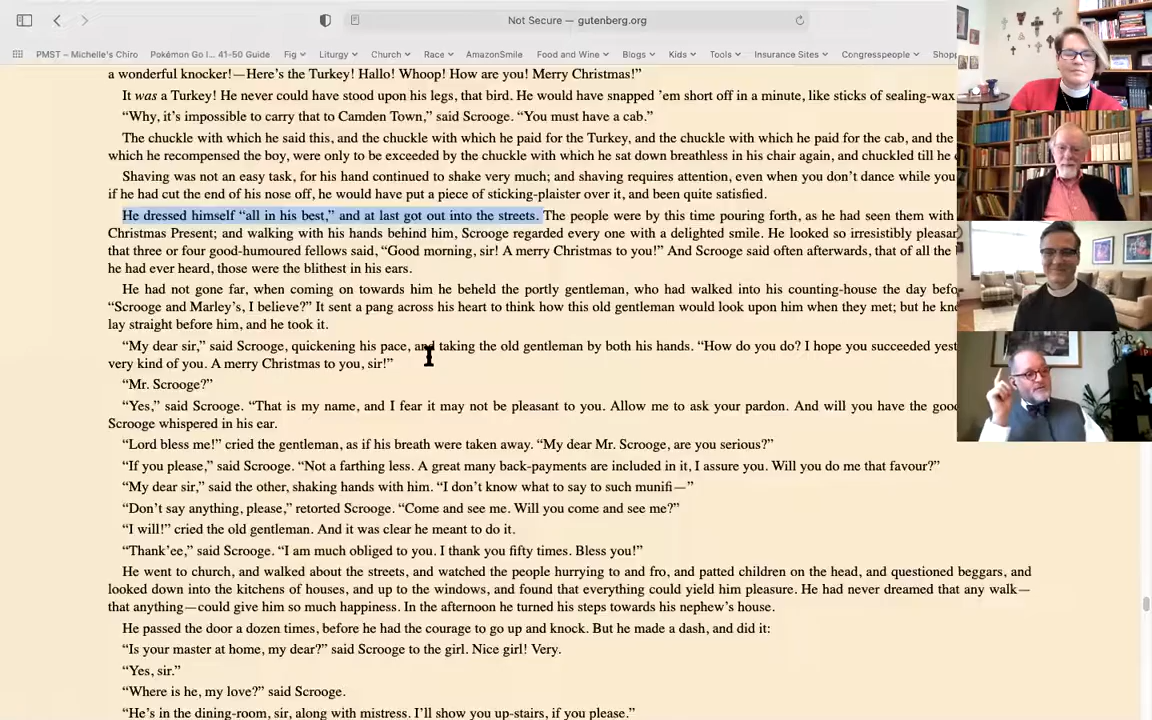 Not Secure — gutenberg.org
PMST – Michelle's Chiro Pokémon Go I... 41-50 Guide Fig Liturgy Church Race AmazonSmile Food and Wine Blogs Kids Tools Insurance Sites Congresspeople
a wonderful knocker!—Here's the Turkey! Hallo! Whoop! How are you! Merry Christmas!”
It was a Turkey! He never could have stood upon his legs, that bird. He would have snapped ’em short off in a minute, like sticks of sealing-wax
“Why, it's impossible to carry that to Camden Town,” said Scrooge. “You must have a cab.”
The chuckle with which he said this, and the chuckle with which he paid for the Turkey, and the chuckle with which he paid for the cab, and the
which he recompensed the boy, were only to be exceeded by the chuckle with which he sat down breathless in his chair again, and chuckled till he
Shaving was not an easy task, for his hand continued to shake very much; and shaving requires attention, even when you don't dance while you
if he had cut the end of his nose off, he would have put a piece of sticking-plaister over it, and been quite satisfied.
He dressed himself “all in his best,” and at last got out into the streets. The people were by this time pouring forth, as he had seen them with
Christmas Present; and walking with his hands behind him, Scrooge regarded every one with a delighted smile. He looked so irresistibly
that three or four good-humoured fellows said, “Good morning, sir! A merry Christmas to you!” And Scrooge said often afterwards, that of all the
he had ever heard, those were the blithest in his ears.
He had not gone far, when coming on towards him he beheld the portly gentleman, who had walked into his counting-house the day
“Scrooge and Marley's, I believe?” It sent a pang across his heart to think how this old gentleman would look upon him when they met; but he
lay straight before him, and he took it.
“My dear sir,” said Scrooge, quickening his pace, and taking the old gentleman by both his hands. “How do you do? I hope you succeeded
very kind of you. A merry Christmas to you, sir!”
“Mr. Scrooge?”
“Yes,” said Scrooge. “That is my name, and I fear it may not be pleasant to you. Allow me to ask your pardon. And will you have the
Scrooge whispered in his ear.
“Lord bless me!” cried the gentleman, as if his breath were taken away. “My dear Mr. Scrooge, are you serious?”
“If you please,” said Scrooge. “Not a farthing less. A great many back-payments are included in it, I assure you. Will you do me that favour?”
“My dear sir,” said the other, shaking hands with him. “I don't know what to say to such munifi—”
“Don't say anything, please,” retorted Scrooge. “Come and see me. Will you come and see me?”
“I will!” cried the old gentleman. And it was clear he meant to do it.
“Thank'ee,” said Scrooge. “I am much obliged to you. I thank you fifty times. Bless you!”
He went to church, and walked about the streets, and watched the people hurrying to and fro, and patted children on the head, and questioned beggars, and
looked down into the kitchens of houses, and up to the windows, and found that everything could yield him pleasure. He had never dreamed that any walk—
that anything—could give him so much happiness. In the afternoon he turned his steps towards his nephew's house.
He passed the door a dozen times, before he had the courage to go up and knock. But he made a dash, and did it:
“Is your master at home, my dear?” said Scrooge to the girl. Nice girl! Very.
“Yes, sir.”
“Where is he, my love?” said Scrooge.
“He's in the dining-room, sir, along with mistress. I'll show you up-stairs, if you please.”